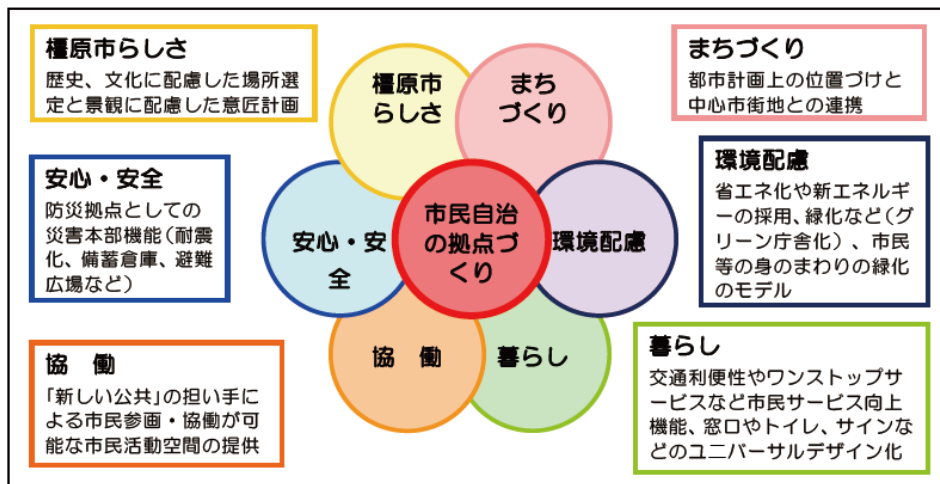 橿原市らしさ
歴史、文化に配慮した場所選
定と景観に配慮した意匠計画
安心・安全
防災拠点としての
災害本部機能（耐震
化、備蓄倉庫、避難
広場など）
協　働
「新しい公共」の担い手に
よる市民参画・協働が可
能な市民活動空間の提供
橿原市
らしさ
まち
づくり
安心・安
全
市民自治
の拠点づ
くり
環境配慮
協　働
暮らし
まちづくり
都市計画上の位置づけと
中心市街地との連携
環境配慮
省エネ化や新エネルギ
ーの採用、緑化など（グ
リーン庁舎化）、市民
等の身のまわりの緑化
のモデル
暮らし
交通利便性やワンストップサ
ービスなど市民サービス向上
機能、窓口やトイレ、サインな
どのユニバーサルデザイン化